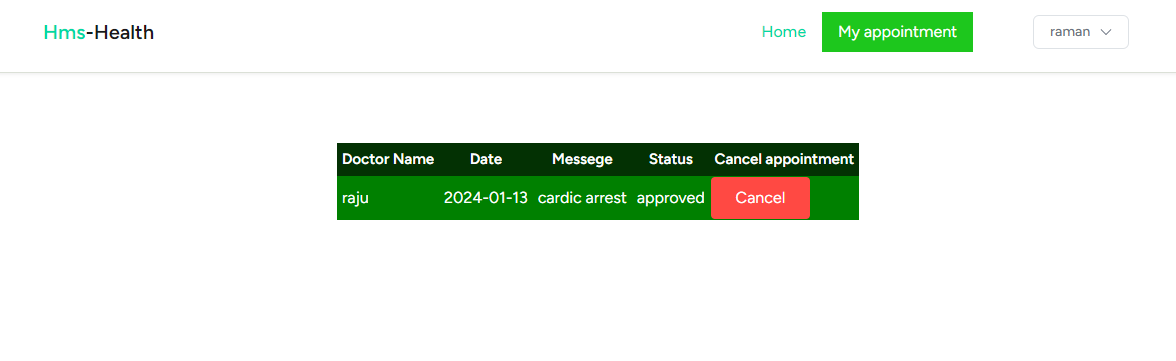 Hms-Health Home My appointment raman
Doctor Name Date Messege Status Cancel appointment
raju 2024-01-13 cardic arrest approved Cancel